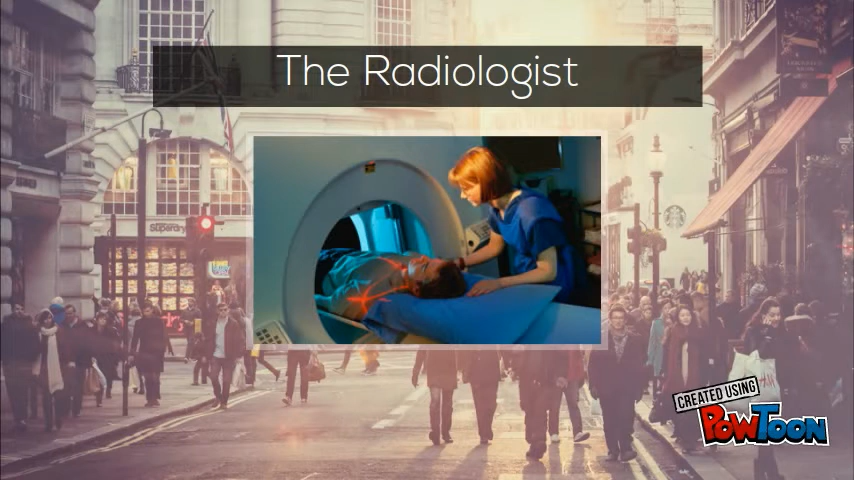 The Radiologist
Superdry
H&M
CREATED USING
POWTOON